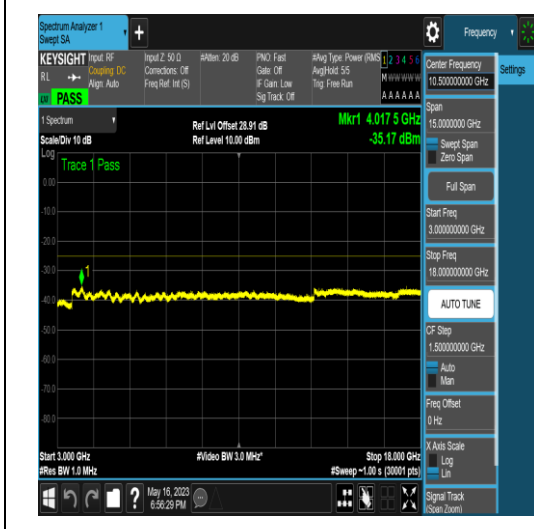 Spectrum Analyzer 1
Swept SA
+
Frequency
KEYSIGHT
RL
PASS
Input: RF
Coupling: DC
Align: Auto
Input Z: 50 Ω
Corrections: Off
Freq Ref: Int (S)
#Atten: 20 dB
PNO: Fast
Gate: Off
IF Gain: Low
Sig Track: Off
#Avg Type: Power (RMS
Avg|Hold: 5/5
Trig: Free Run
1 2 3 4 5 6
M W W W W W
A A A A A A
1 Spectrum
Scale/Div 10 dB
Ref Lvl Offset 28.91 dB
Ref Level 10.00 dBm
Mkr1 4.017 5 GHz
-35.17 dBm
Log
Trace 1 Pass
0.00
-10.0
-20.0
-30.0
-40.0
-50.0
-60.0
-70.0
-80.0
1
Start 3.000 GHz
#Res BW 1.0 MHz
#Video BW 3.0 MHz*
Stop 18.000 GHz
#Sweep ~1.00 s (30001 pts)
?
May 16, 2023
6:56:29 PM
Center Frequency
10.500000000 GHz
Settings
Span
15.0000000 GHz
Swept Span
Zero Span
Full Span
Start Freq
3.000000000 GHz
Stop Freq
18.000000000 GHz
AUTO TUNE
CF Step
1.500000000 GHz
Auto
Man
Freq Offset
0 Hz
X Axis Scale
Log
Lin
Signal Track
(Span Zoom)